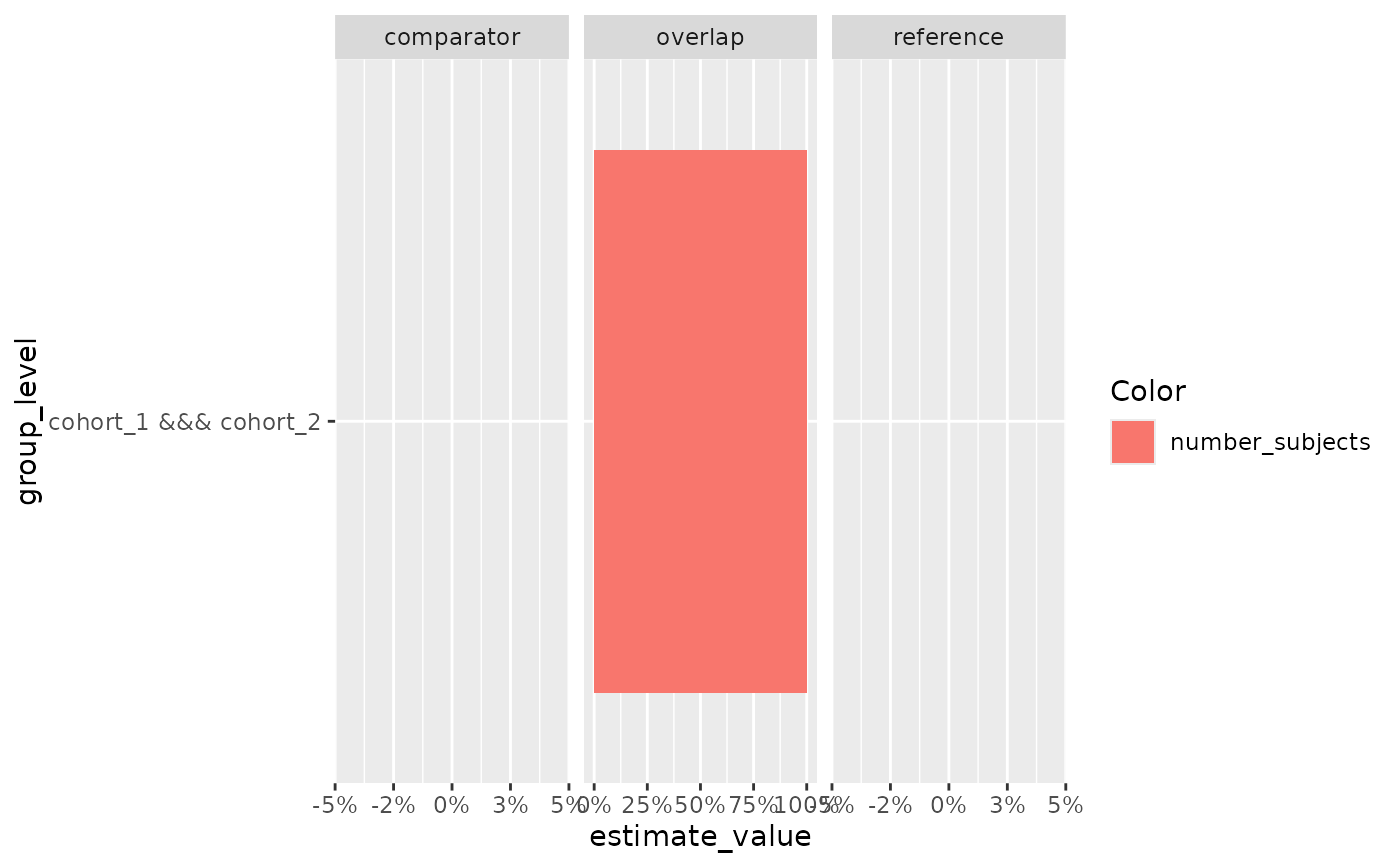 comparator overlap reference
group_level
cohort_1 &&& cohort_2
Color
number_subjects
-5% -2% 0% 3% 5% 0% 25% 50% 75% 100% -5% -2% 0% 3% 5%
estimate_value